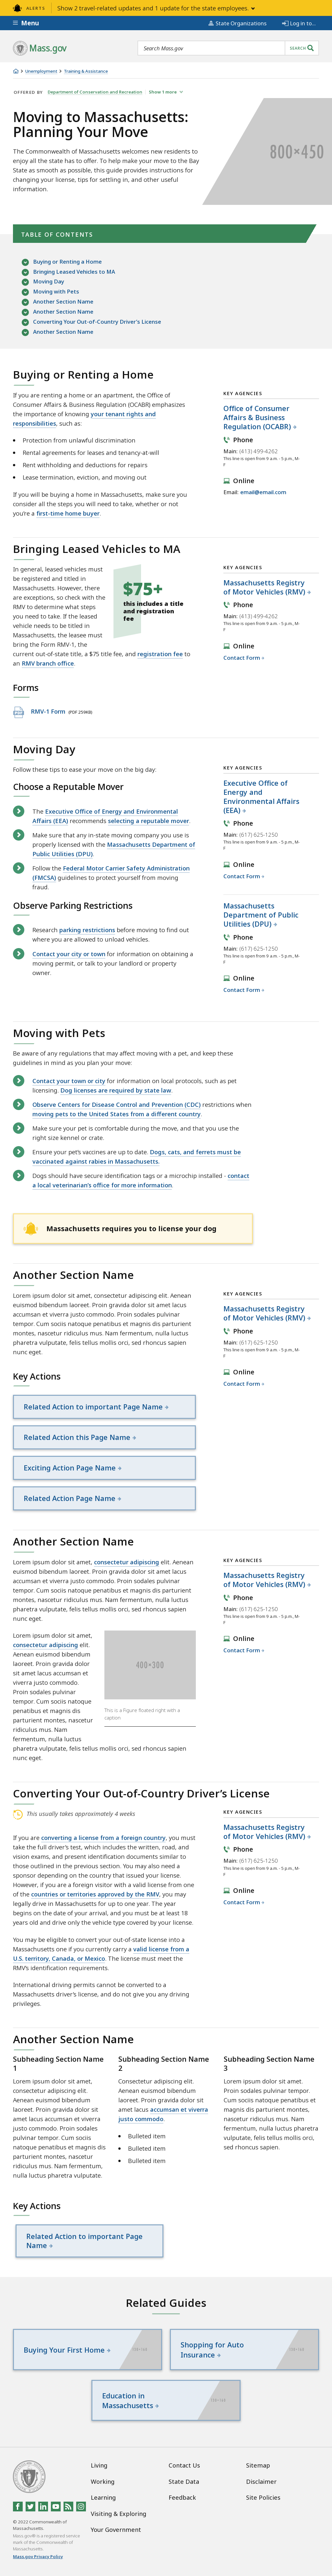 ALERTS Show 2 travel-related updates and 1 update for the state employees.
Menu State Organizations Log in to...
Mass.gov Search Mass.gov SEARCH
Unemployment Training & Assistance
OFFERED BY Department of Conservation and Recreation Show 1 more
Moving to Massachusetts:
Planning Your Move
The Commonwealth of Massachusetts welcomes new residents to
enjoy all the state has to offer. To help make your move to the Bay
State as easy as possible, this guide provides instructions for
changing your license, tips for settling in, and other useful
information.
800×450
TABLE OF CONTENTS
Buying or Renting a Home
Bringing Leased Vehicles to MA
Moving Day
Moving with Pets
Another Section Name
Another Section Name
Converting Your Out-of-Country Driver's License
Another Section Name
Buying or Renting a Home
If you are a renting a home or an apartment, the Office of
Consumer Affairs & Business Regulation (OCABR) emphasizes
the importance of knowing your tenant rights and
responsibilities, such as:
Protection from unlawful discrimination
Rental agreements for leases and tenancy-at-will
Rent withholding and deductions for repairs
Lease termination, eviction, and moving out
If you will be buying a home in Massachusetts, make sure you
consider all the steps you need to take, and whether or not
you're a first-time home buyer.
KEY AGENCIES
Office of Consumer
Affairs & Business
Regulation (OCABR)
Phone
Main: (413) 499-4262
This line is open from 9 a.m. - 5 p.m., M-
F
Online
Email: email@email.com
Bringing Leased Vehicles to MA
In general, leased vehicles must
be registered and titled in
Massachusetts. However, there
are exceptions, so check with the
RMV to determine what steps
you need to take. If the leased
vehicle is to be titled in
Massachusetts, the lessee must
bring the Form RMV-1, the
current out-of-state title, a $75 title fee, and registration fee to
an RMV branch office.
$75+
this includes a title
and registration
fee
Forms
RMV-1 Form (PDF 259KB)
KEY AGENCIES
Massachusetts Registry
of Motor Vehicles (RMV)
Phone
Main: (413) 499-4262
This line is open from 9 a.m. - 5 p.m., M-
F
Online
Contact Form
Moving Day
Follow these tips to ease your move on the big day:
Choose a Reputable Mover
The Executive Office of Energy and Environmental
Affairs (EEA) recommends selecting a reputable mover.
Make sure that any in-state moving company you use is
properly licensed with the Massachusetts Department of
Public Utilities (DPU).
Follow the Federal Motor Carrier Safety Administration
(FMCSA) guidelines to protect yourself from moving
fraud.
Observe Parking Restrictions
Research parking restrictions before moving to find out
where you are allowed to unload vehicles.
Contact your city or town for information on obtaining a
moving permit, or talk to your landlord or property
owner.
KEY AGENCIES
Executive Office of
Energy and
Environmental Affairs
(EEA)
Phone
Main: (617) 625-1250
This line is open from 9 a.m. - 5 p.m., M-
F
Online
Contact Form
Massachusetts
Department of Public
Utilities (DPU)
Phone
Main: (617) 625-1250
This line is open from 9 a.m. - 5 p.m., M-
F
Online
Contact Form
Moving with Pets
Be aware of any regulations that may affect your move with pets, and keep these
guidelines in mind as you plan your move:
Contact your town or city for information on local protocols, such as pet
licensing. Dog licenses are required by state law.
Observe Centers for Disease Control and Prevention (CDC) restrictions when
moving pets to the United States from a different country.
Make sure your pet is comfortable during the move, and that you use the
right size kennel or crate.
Ensure your pet's vaccines are up to date. Dogs, cats, and ferrets must be
vaccinated against rabies in Massachusetts.
Dogs should have secure identification tags or a microchip installed - contact
a local veterinarian's office for more information.
Massachusetts requires you to license your dog
Another Section Name
Lorem ipsum dolor sit amet, consectetur adipiscing elit. Aenean
euismod bibendum laoreet. Proin gravida dolor sit amet lacus
accumsan et viverra justo commodo. Proin sodales pulvinar
tempor. Cum sociis natoque penatibus et magnis dis parturient
montes, nascetur ridiculus mus. Nam fermentum, nulla luctus
pharetra vulputate, felis tellus mollis orci, sed rhoncus sapien
nunc eget.
Key Actions
Related Action to important Page Name
Related Action this Page Name
Exciting Action Page Name
Related Action Page Name
KEY AGENCIES
Massachusetts Registry
of Motor Vehicles (RMV)
Phone
Main: (617) 625-1250
This line is open from 9 a.m. - 5 p.m., M-
F
Online
Contact Form
Another Section Name
Lorem ipsum dolor sit amet, consectetur adipiscing elit. Aenean
euismod bibendum laoreet. Proin gravida dolor sit amet lacus
accumsan et viverra justo commodo. Proin sodales pulvinar
tempor. Cum sociis natoque penatibus et magnis dis parturient
montes, nascetur ridiculus mus. Nam fermentum, nulla luctus
pharetra vulputate, felis tellus mollis orci, sed rhoncus sapien
nunc eget.
Lorem ipsum dolor sit amet,
consectetur adipiscing elit.
Aenean euismod bibendum
laoreet. Proin gravida dolor
sit amet lacus accumsan et
viverra justo commodo.
Proin sodales pulvinar
tempor. Cum sociis natoque
penatibus et magnis dis
parturient montes, nascetur
ridiculus mus. Nam
fermentum, nulla luctus
pharetra vulputate, felis tellus mollis orci, sed rhoncus sapien
nunc eget.
400×300
This is a Figure floated right with a
caption
KEY AGENCIES
Massachusetts Registry
of Motor Vehicles (RMV)
Phone
Main: (617) 625-1250
This line is open from 9 a.m. - 5 p.m., M-
F
Online
Contact Form
Converting Your Out-of-Country Driver's License
This usually takes approximately 4 weeks
If you are converting a license from a foreign country, you must
take the full driver's test, which includes the written, road, and
vision exams, and present identification documents similar to
those mentioned in the previous section. You may also need a
sponsor depending on the country that issued your license.
However, if you are a foreign visitor with a valid license from one
of the countries or territories approved by the RMV, you may
legally drive in Massachusetts for up to one year. The year
begins on the date of your arrival, and you must be at least 18
years old and drive only the vehicle type covered by your license.
You may be eligible to convert your out-of-state license into a
Massachusetts one if you currently carry a valid license from a
U.S. territory, Canada, or Mexico. The license must meet the
RMV's identification requirements.
International driving permits cannot be converted to a
Massachusetts driver's license, and do not give you any driving
privileges.
KEY AGENCIES
Massachusetts Registry
of Motor Vehicles (RMV)
Phone
Main: (617) 625-1250
This line is open from 9 a.m. - 5 p.m., M-
F
Online
Contact Form
Another Section Name
Subheading Section Name
1
Lorem ipsum dolor sit amet,
consectetur adipiscing elit.
Aenean euismod bibendum
laoreet. Proin gravida dolor sit
amet lacus accumsan et viverra
justo commodo. Proin sodales
pulvinar tempor. Cum sociis
natoque penatibus et magnis dis
parturient montes, nascetur
ridiculus mus. Nam fermentum,
nulla luctus pharetra vulputate.
Subheading Section Name
2
Consectetur adipiscing elit.
Aenean euismod bibendum
laoreet. Proin gravida dolor sit
amet lacus accumsan et viverra
justo commodo.
Bulleted item
Bulleted item
Bulleted item
Subheading Section Name
3
Lorem ipsum dolor sit amet.
Proin sodales pulvinar tempor.
Cum sociis natoque penatibus
et magnis dis parturient
montes, nascetur ridiculus
mus. Nam fermentum, nulla
luctus pharetra vulputate,
felis tellus mollis orci, sed
rhoncus sapien.
Key Actions
Related Action to important Page
Name
Related Guides
Buying Your First Home
Shopping for Auto
Insurance
Education in
Massachusetts
Living
Working
Learning
Visiting & Exploring
Your Government
Contact Us
State Data
Feedback
Sitemap
Disclaimer
Site Policies
© 2022 Commonwealth of
Massachusetts.
Mass.gov® is a registered service
mark of the Commonwealth of
Massachusetts.
Mass.gov Privacy Policy